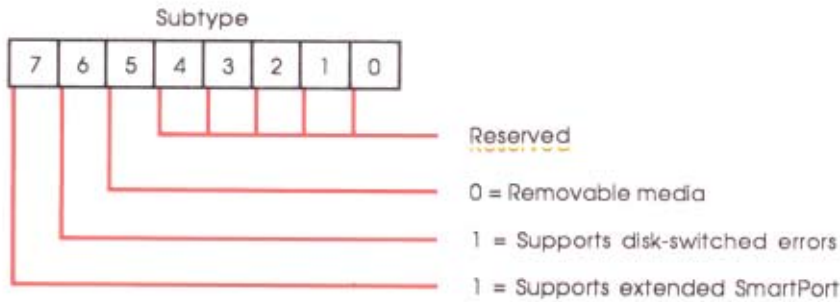 Subtype
7 6 5 4 3 2 1 0
Reserved
0 = Removable media
1 = Supports disk-switched errors
1 = Supports extended SmartPort